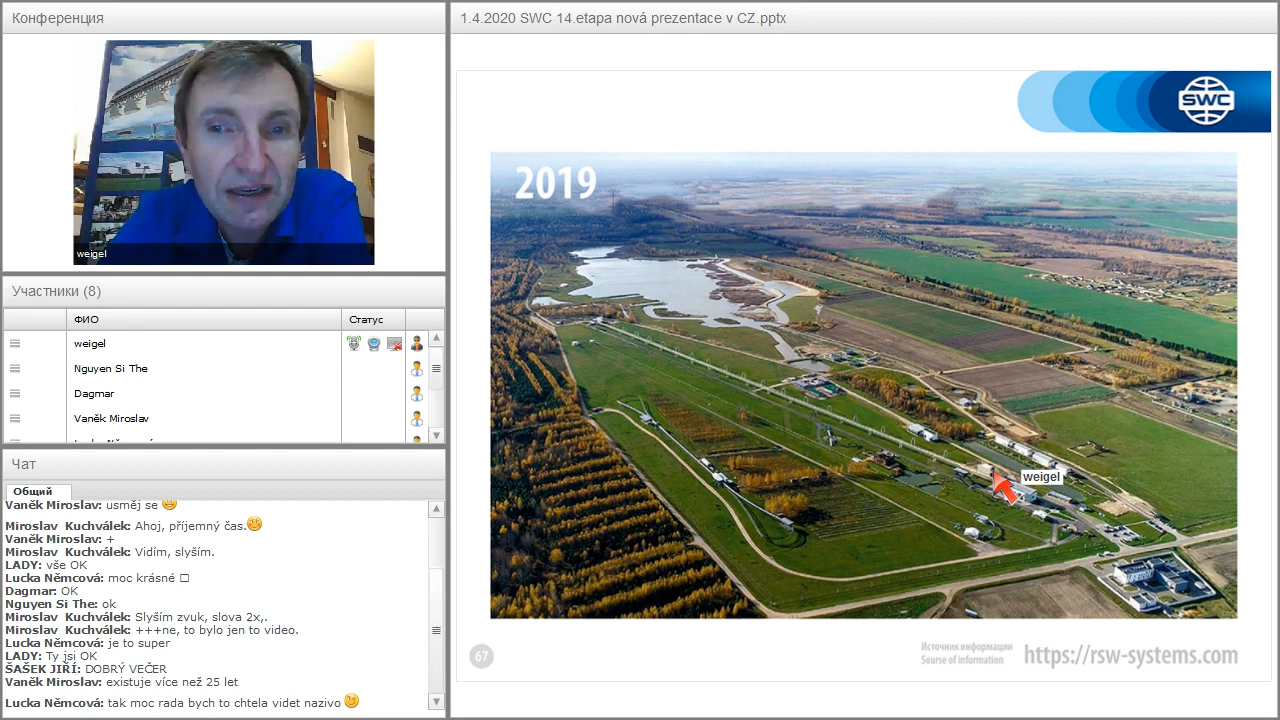 Конференция
weigel
Участники (8)
ФИО
Статус
weigel
Nguyen Si The
Dagmar
Vaněk Miroslav
Чат
Общий
Vaněk Miroslav: usměj se
Miroslav Kuchválek: Ahoj, příjemný čas.
Vaněk Miroslav: +
Miroslav Kuchválek: Vidím, slyším.
LADY: vše OK
Lucka Němcová: moc krásné □
Dagmar: OK
Nguyen Si The: ok
Miroslav Kuchválek: Slyším zvuk, slova 2x,.
Miroslav Kuchválek: +++ne, to bylo jen to video.
Lucka Němcová: je to super
LADY: Ty jsi OK
ŠAŠEK JIŘÍ: DOBRÝ VEČER
Vaněk Miroslav: existuje více než 25 let
Lucka Němcová: tak moc rada bych to chtela videt nazivo
1.4.2020 SWC 14.etapa nová prezentace v CZ.pptx
SWC
2019
weigel
67
Источник информации
Sourse of information
https://rsw-systems.com